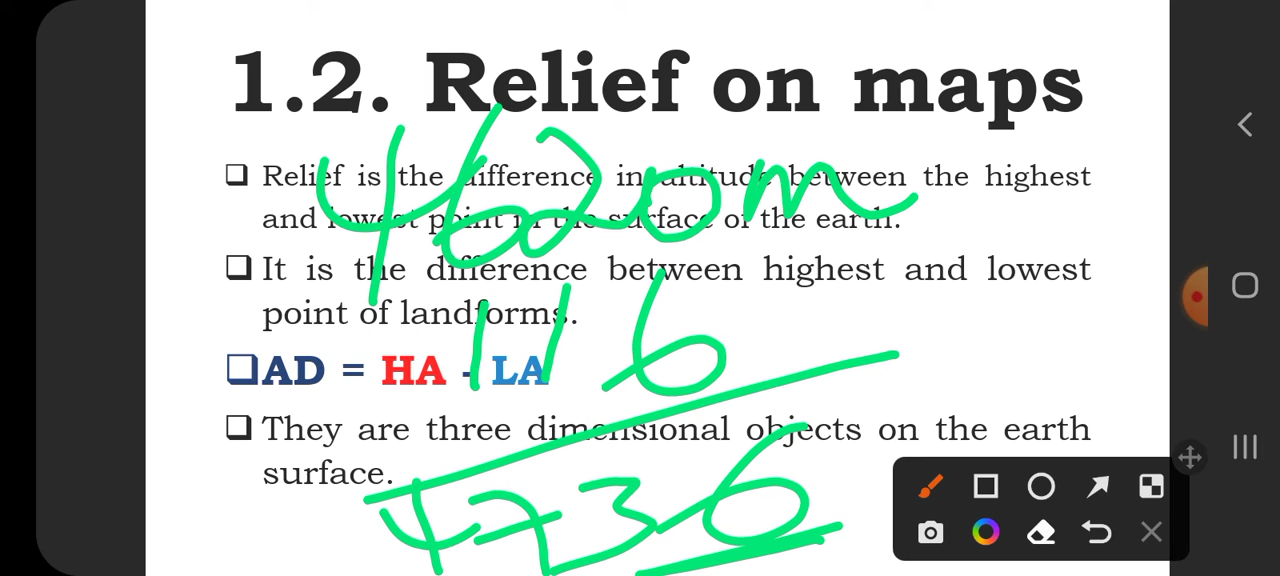 1.2. Relief on maps
❑ Relief is the difference in altitude between the highest
and lowest point in the surface of the earth.
❑ It is the difference between highest and lowest
point of landforms.
❑AD = HA - LA
❑ They are three dimensional objects on the earth
surface.
4620m
116
4736